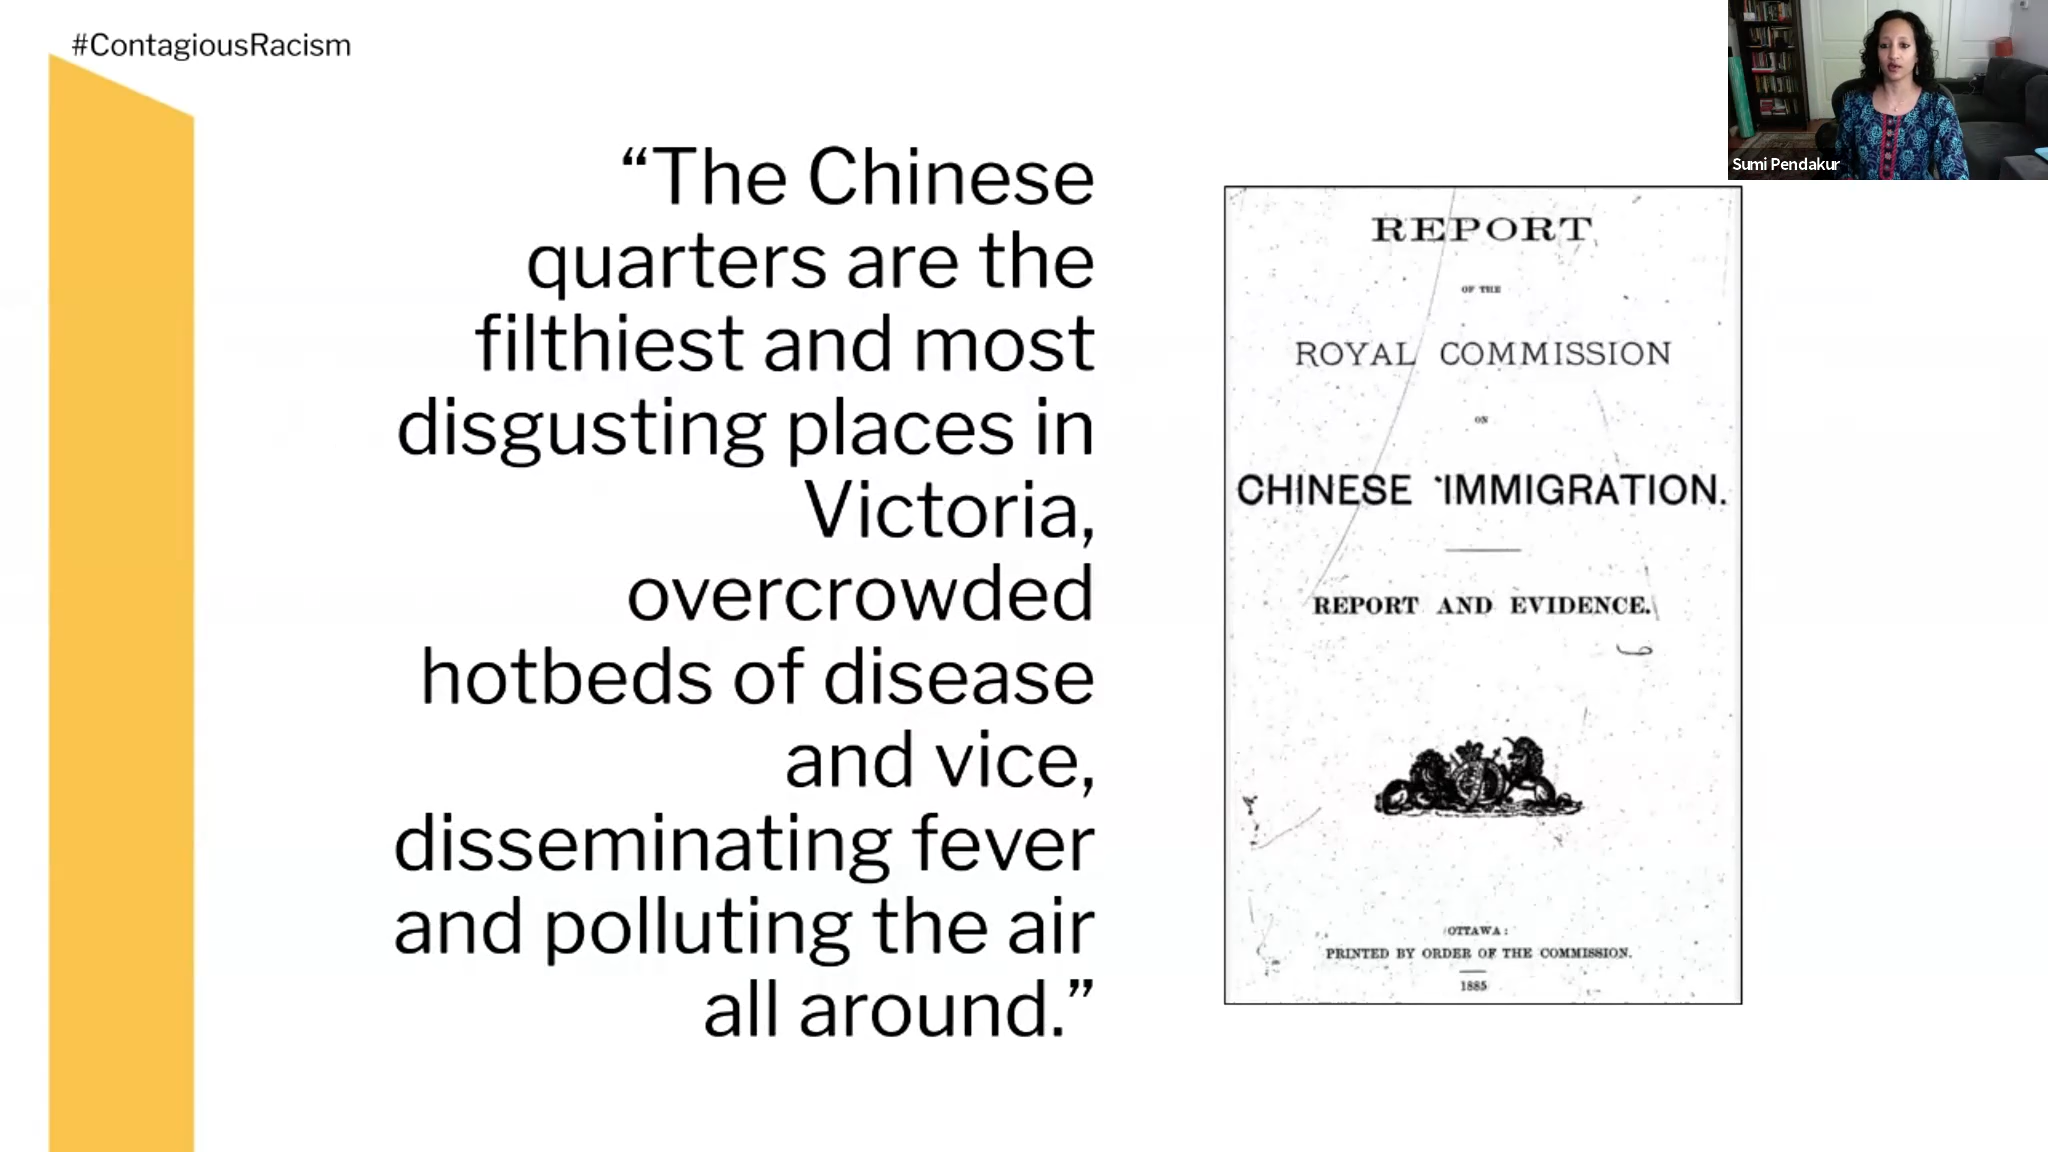 #ContagiousRacism
“The Chinese
quarters are the
filthiest and most
disgusting places in
Victoria,
overcrowded
hotbeds of disease
and vice,
disseminating fever
and polluting the air
all around.”
Sumi Pendakur
REPORT
OF THE
ROYAL COMMISSION
ON
CHINESE IMMIGRATION.
REPORT AND EVIDENCE.
OTTAWA:
PRINTED BY ORDER OF THE COMMISSION.
1885